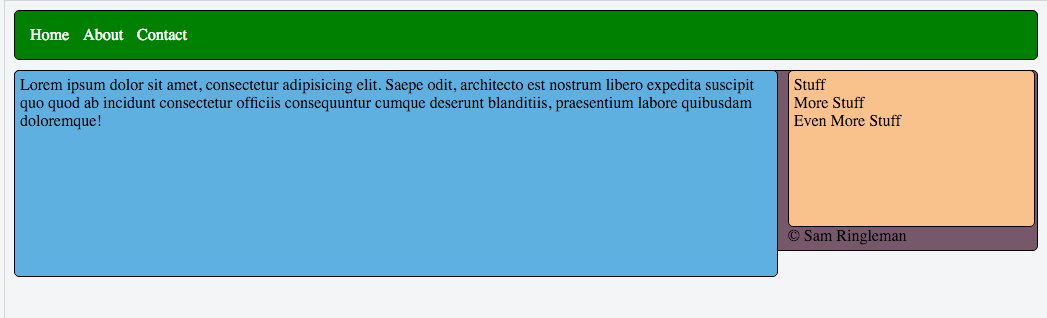 Home About Contact
Lorem ipsum dolor sit amet, consectetur adipisicing elit. Saepe odit, architecto est nostrum libero expedita suscipit
quo quod ab incidunt consectetur officiis consequuntur cumque deserunt blanditiis, praesentium labore quibusdam
doloremque!
Stuff
More Stuff
Even More Stuff
© Sam Ringleman